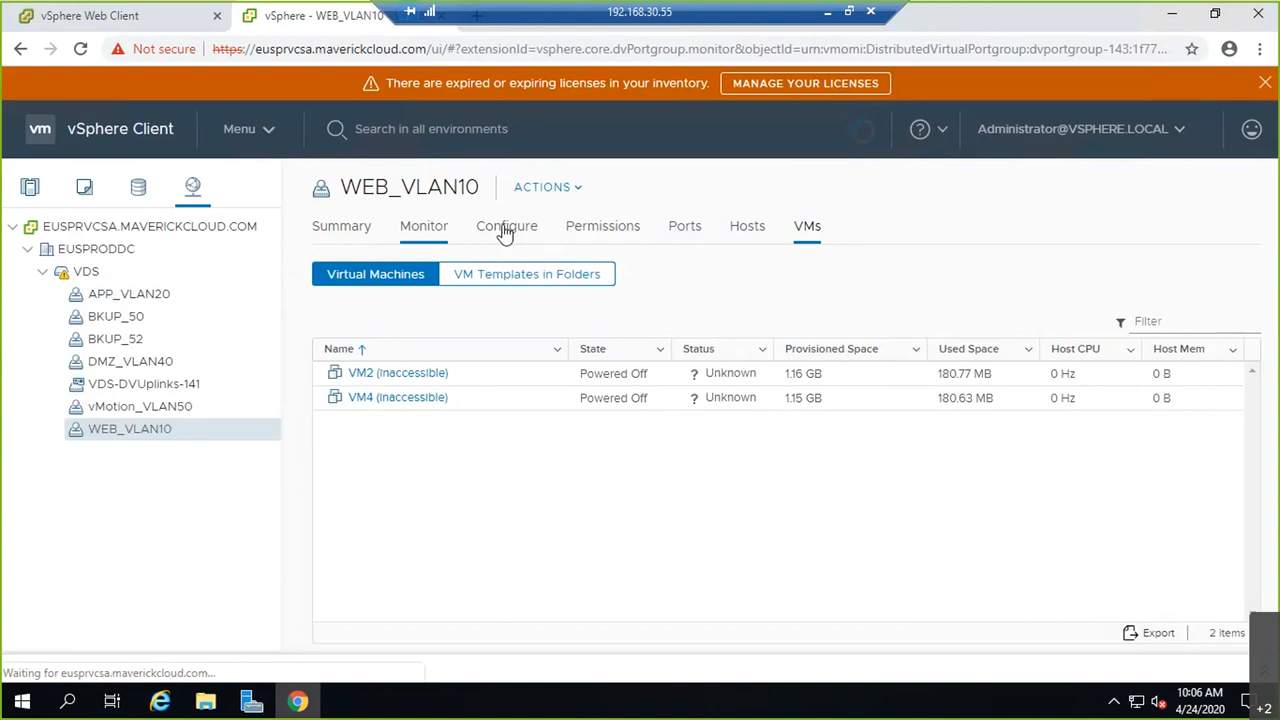 vSphere Web Client
vSphere - WEB_VLAN10
192.168.30.55
Not secure
https://eusprvcsa.maverickcloud.com/ui/#?extensionId=vsphere.core.dvPortgroup.monitor&objectId=urn:vmomi:DistributedVirtualPortgroup:dvportgroup-143:1f77...
There are expired or expiring licenses in your inventory.
MANAGE YOUR LICENSES
vm
vSphere Client
Menu
Search in all environments
Administrator@VSPHERE.LOCAL
WEB_VLAN10
ACTIONS
Summary
Monitor
Configure
Permissions
Ports
Hosts
VMs
EUSPRVCSA.MAVERICKCLOUD.COM
EUSPRODDC
VDS
APP_VLAN20
BKUP_50
BKUP_52
DMZ_VLAN40
VDS-DVUplinks-141
vMotion_VLAN50
WEB_VLAN10
Virtual Machines
VM Templates in Folders
Filter
Name State Status Provisioned Space Used Space Host CPU Host Mem
VM2 (Inaccessible) Powered Off ? Unknown 1.16 GB 180.77 MB 0 Hz 0 B
VM4 (Inaccessible) Powered Off ? Unknown 1.15 GB 180.63 MB 0 Hz 0 B
Export
2 items
Waiting for eusprvcsa.maverickcloud.com...
10:06 AM
4/24/2020
+2